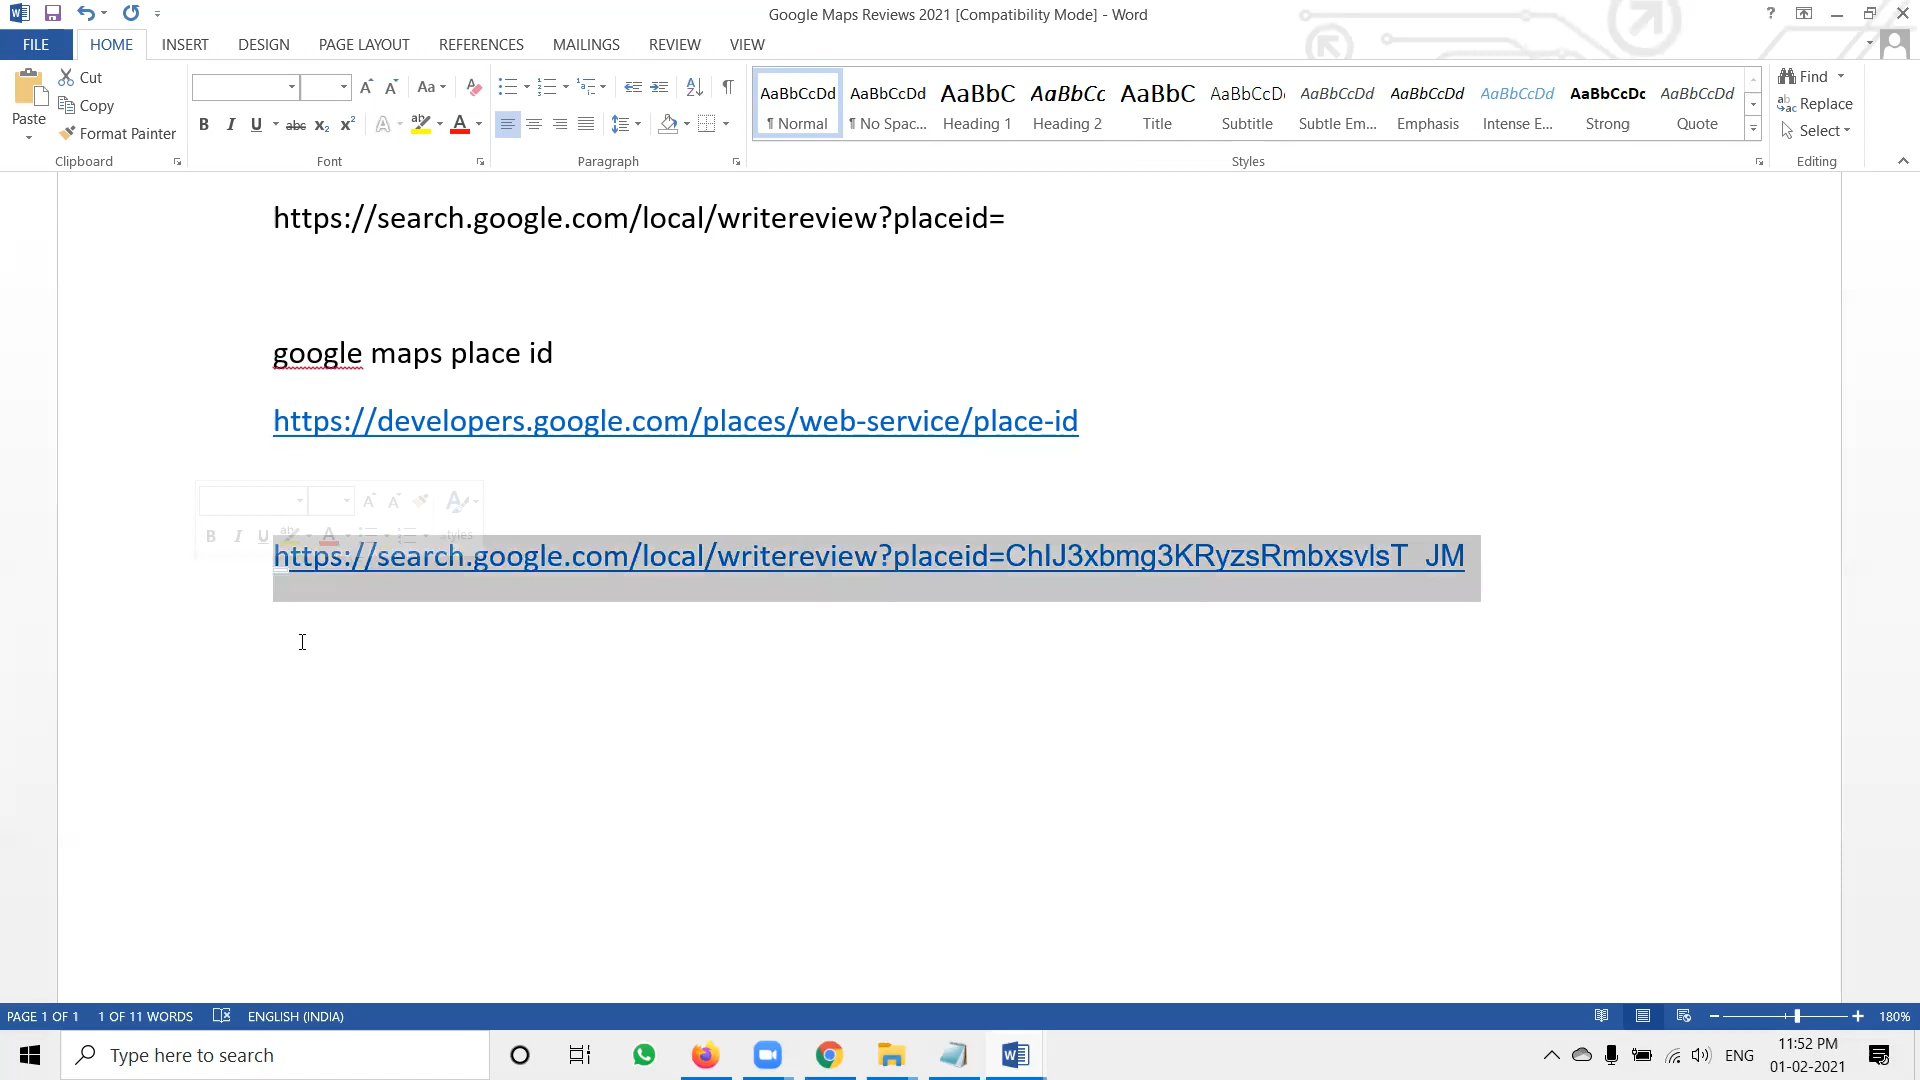 Google Maps Reviews 2021 [Compatibility Mode] - Word
FILE HOME INSERT DESIGN PAGE LAYOUT REFERENCES MAILINGS REVIEW VIEW
Paste
Cut
Copy
Format Painter
Clipboard
Font
Paragraph
AaBbCcDd AaBbCcDd AaBbC AaBbCc AaBbC AaBbCcD AaBbCcDd AaBbCcDd AaBbCcDd AaBbCcDc AaBbCcDd
¶ Normal ¶ No Spac... Heading 1 Heading 2 Title Subtitle Subtle Em... Emphasis Intense E... Strong Quote
Styles
Find
Replace
Select
Editing
https://search.google.com/local/writereview?placeid=
google maps place id
https://developers.google.com/places/web-service/place-id
Styles
https://search.google.com/local/writereview?placeid=ChIJ3xbmg3KRyzsRmbxsvlsT_JM
PAGE 1 OF 1 1 OF 11 WORDS ENGLISH (INDIA) 180%
Type here to search
ENG
11:52 PM
01-02-2021